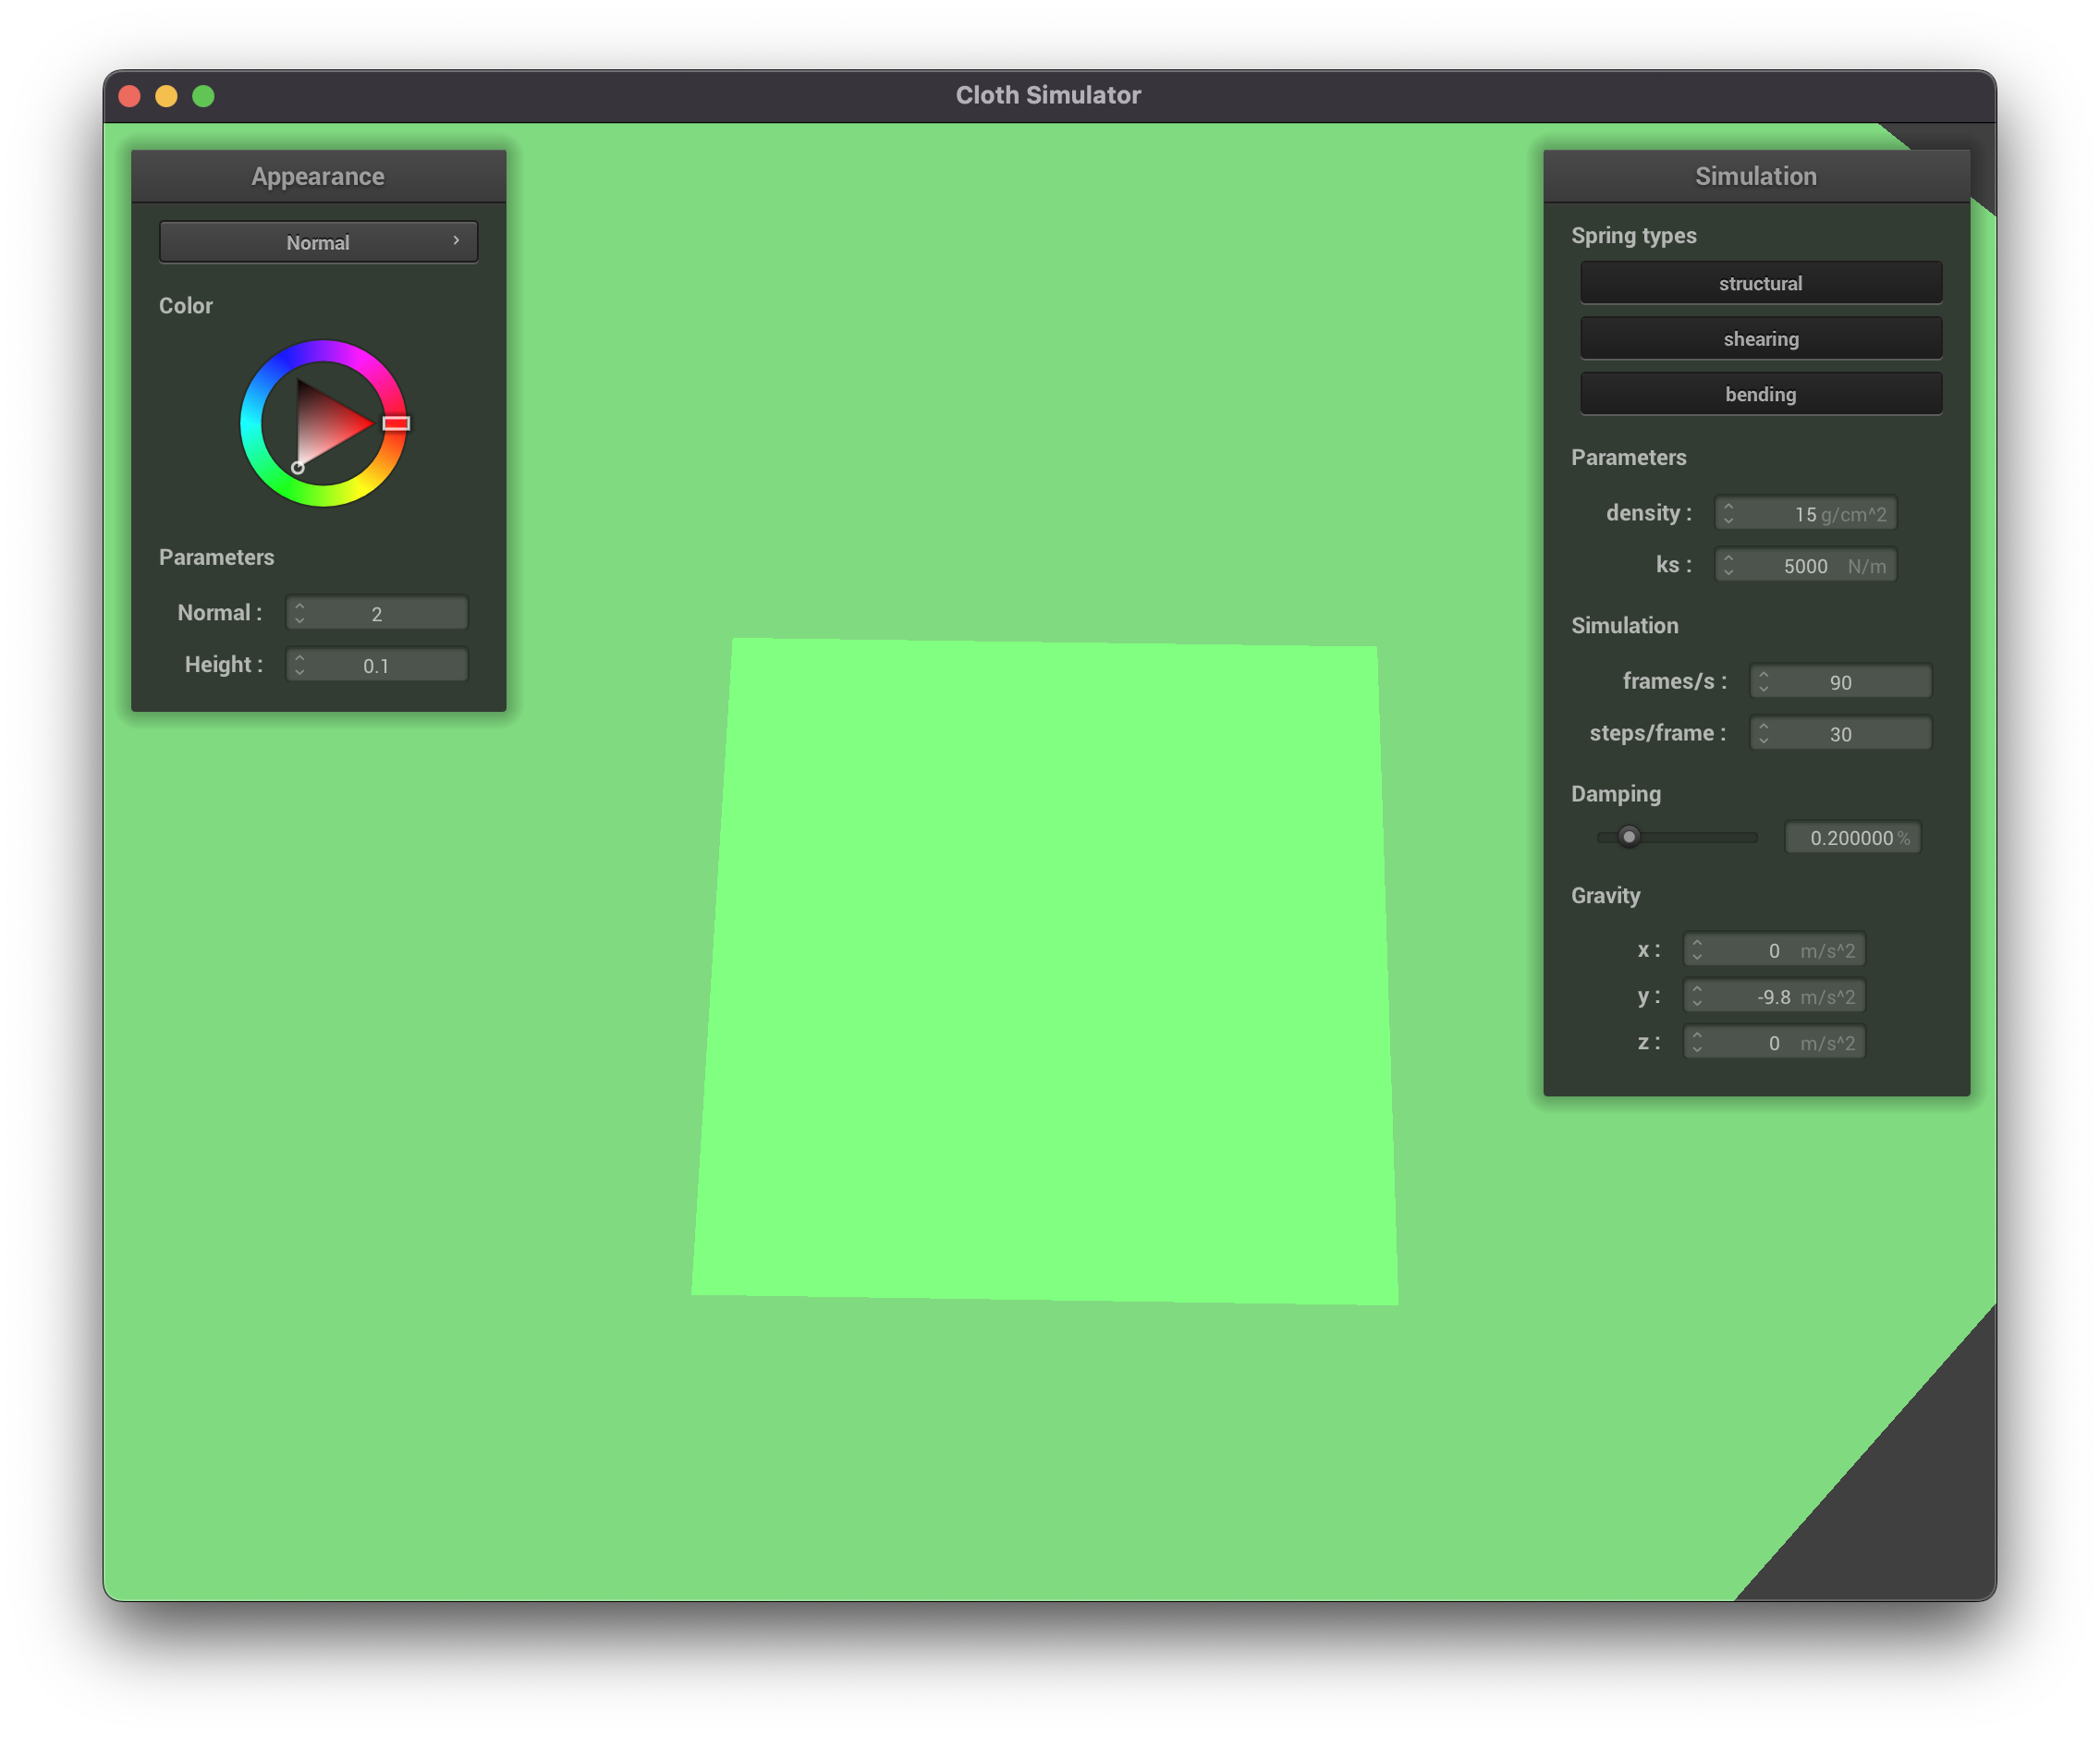 Cloth Simulator
Appearance
Normal
Color
Parameters
Normal : 2
Height : 0.1
Simulation
Spring types
structural
shearing
bending
Parameters
density : 15 g/cm^2
ks : 5000 N/m
Simulation
frames/s : 90
steps/frame : 30
Damping
0.200000 %
Gravity
x : 0 m/s^2
y : -9.8 m/s^2
z : 0 m/s^2